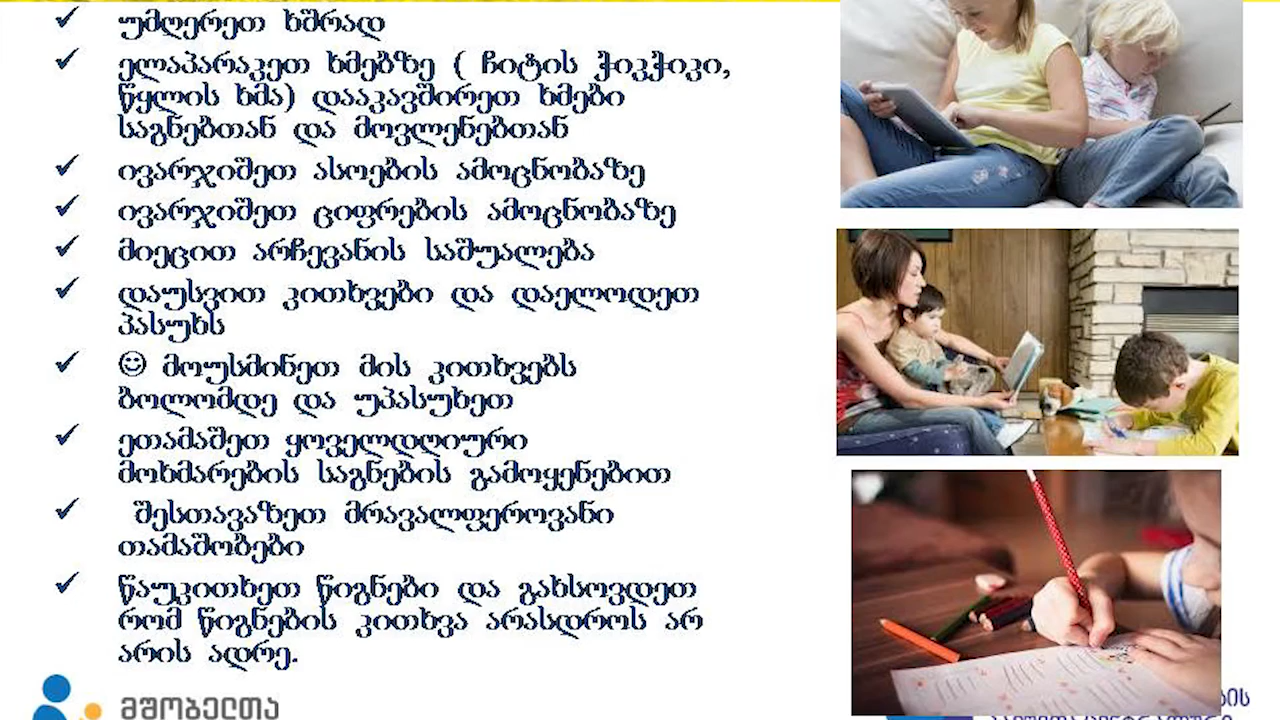 უმღერეთ ხშრად
ელაპარაკეთ ხმებზე ( ჩიტის ჭიკჭიკი,
წყლის ხმა) დააკავშირეთ ხმები
საგნებთან და მოვლენებთან
ივარჯიშეთ ასოების ამოცნობაზე
ივარჯიშეთ ციფრების ამოცნობაზე
მიეცით არჩევანის საშუალება
დაუსვით კითხვები და დაელოდეთ
პასუხს
☺ მოუსმინეთ მის კითხვებს
ბოლომდე და უპასუხეთ
ეთამაშეთ ყოველდღიური
მოხმარების საგნების გამოყენებით
შესთავაზეთ მრავალფეროვანი
თამაშობები
წაუკითხეთ წიგნები და გახსოვდეთ
რომ წიგნების კითხვა არასდროს არ
არის ადრე.
მშობელთა